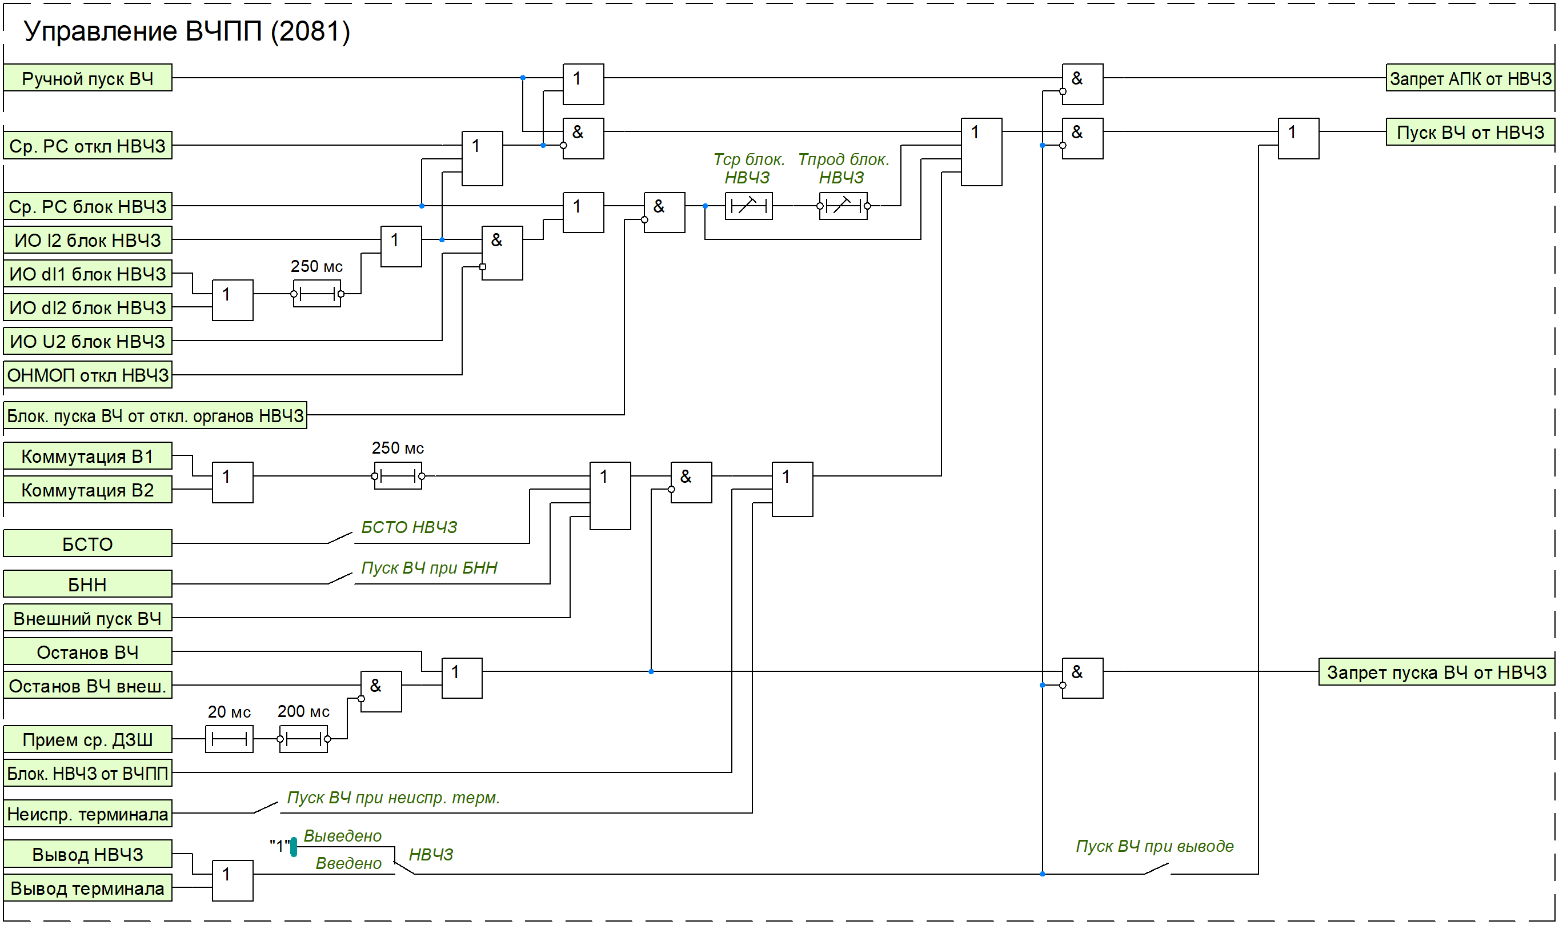 Управление ВЧПП (2081)
Ручной пуск ВЧ
1
&
Запрет АПК от НВЧЗ
Ср. РС откл НВЧЗ
1
&
1
&
1
Пуск ВЧ от НВЧЗ
Тср блок.
НВЧЗ
Тпрод блок.
НВЧЗ
Ср. РС блок НВЧЗ
1
&
ИО I2 блок НВЧЗ
1
&
ИО dI1 блок НВЧЗ
250 мс
ИО dI2 блок НВЧЗ
1
ИО U2 блок НВЧЗ
ОНМОП откл НВЧЗ
Блок. пуска ВЧ от откл. органов НВЧЗ
Коммутация В1
250 мс
1
1
&
1
Коммутация В2
БСТО
БСТО НВЧЗ
БНН
Пуск ВЧ при БНН
Внешний пуск ВЧ
Останов ВЧ
1
&
Запрет пуска ВЧ от НВЧЗ
Останов ВЧ внеш.
&
20 мс
200 мс
Прием ср. ДЗШ
Блок. НВЧЗ от ВЧПП
Неиспр. терминала
Пуск ВЧ при неиспр. терм.
"1"
Выведено
Вывод НВЧЗ
Введено
НВЧЗ
Пуск ВЧ при выводе
1
Вывод терминала